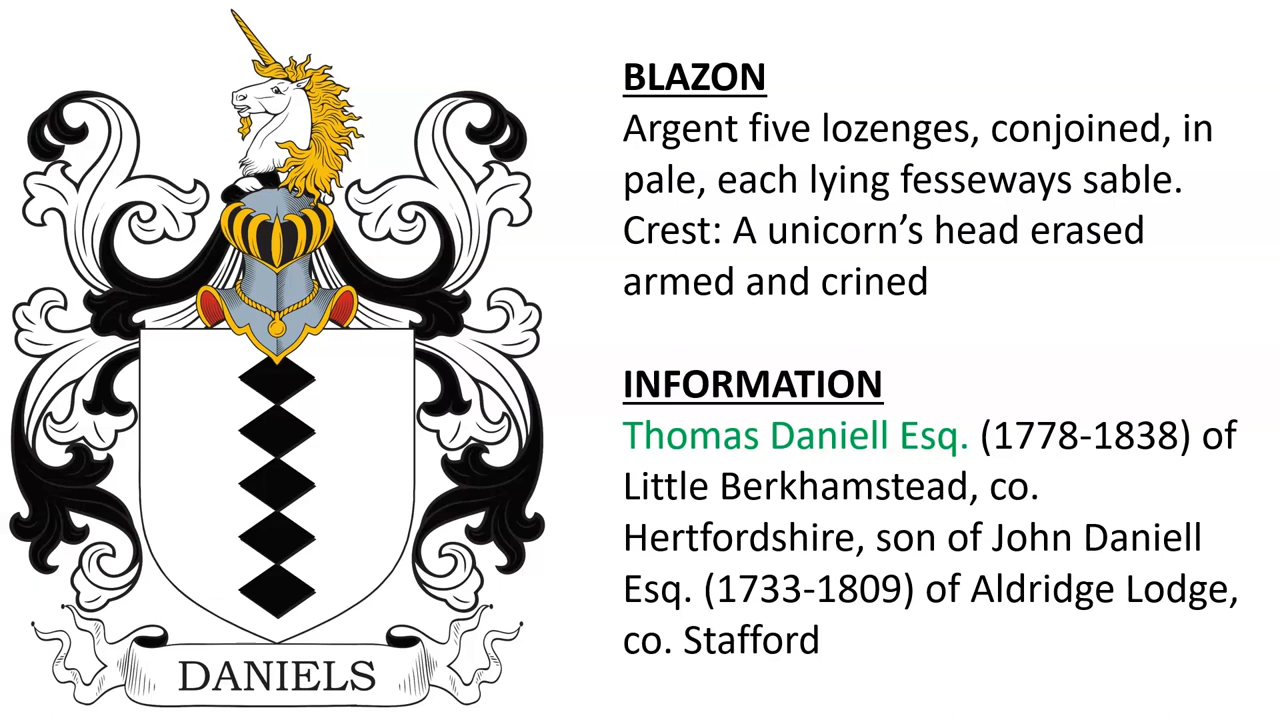 BLAZON
Argent five lozenges, conjoined, in
pale, each lying fesseways sable.
Crest: A unicorn’s head erased
armed and crined
INFORMATION
Thomas Daniell Esq. (1778-1838) of
Little Berkhamstead, co.
Hertfordshire, son of John Daniell
Esq. (1733-1809) of Aldridge Lodge,
co. Stafford
DANIELS